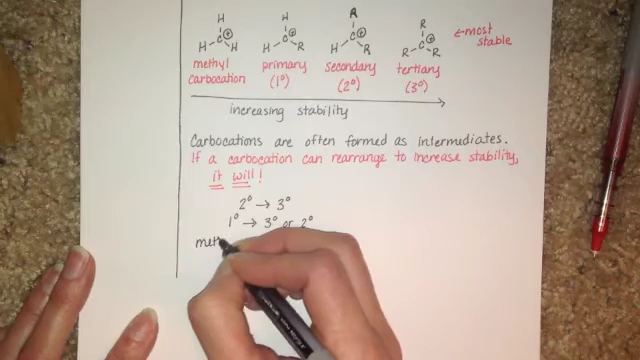 H H R R
C ⊕ C ⊕ C ⊕ C ⊕
H H H R H R R R
←most stable
methyl carbocation
primary (1°)
secondary (2°)
tertiary (3°)
increasing stability
Carbocations are often formed as intermediates.
If a carbocation can rearrange to increase stability,
it will!
2° → 3°
1° → 3° or 2°
met